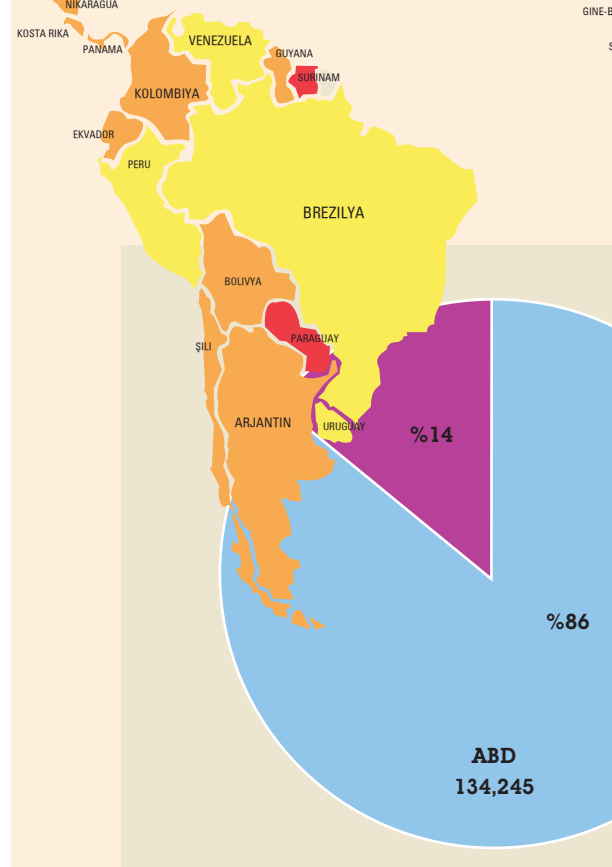 NIKARAGUA
GINE-B
KOSTA RIKA
PANAMA
VENEZUELA
GUYANA
SURINAM
KOLOMBIYA
EKVADOR
PERU
BREZILYA
BOLIVYA
PARAGUAY
ŞILI
ARJANTIN
URUGUAY
%14
%86
ABD
134,245